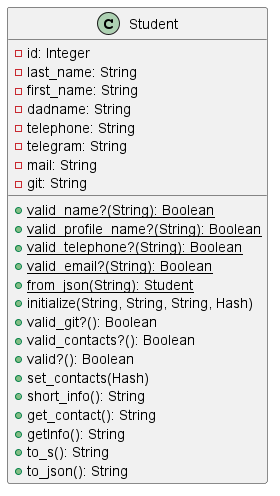 C Student
id: Integer
last_name: String
first_name: String
dadname: String
telephone: String
telegram: String
mail: String
git: String
valid_name?(String): Boolean
valid_profile_name?(String): Boolean
valid_telephone?(String): Boolean
valid_email?(String): Boolean
from_json(String): Student
initialize(String, String, String, Hash)
valid_git?(): Boolean
valid_contacts?(): Boolean
valid?(): Boolean
set_contacts(Hash)
short_info(): String
get_contact(): String
getInfo(): String
to_s(): String
to_json(): String